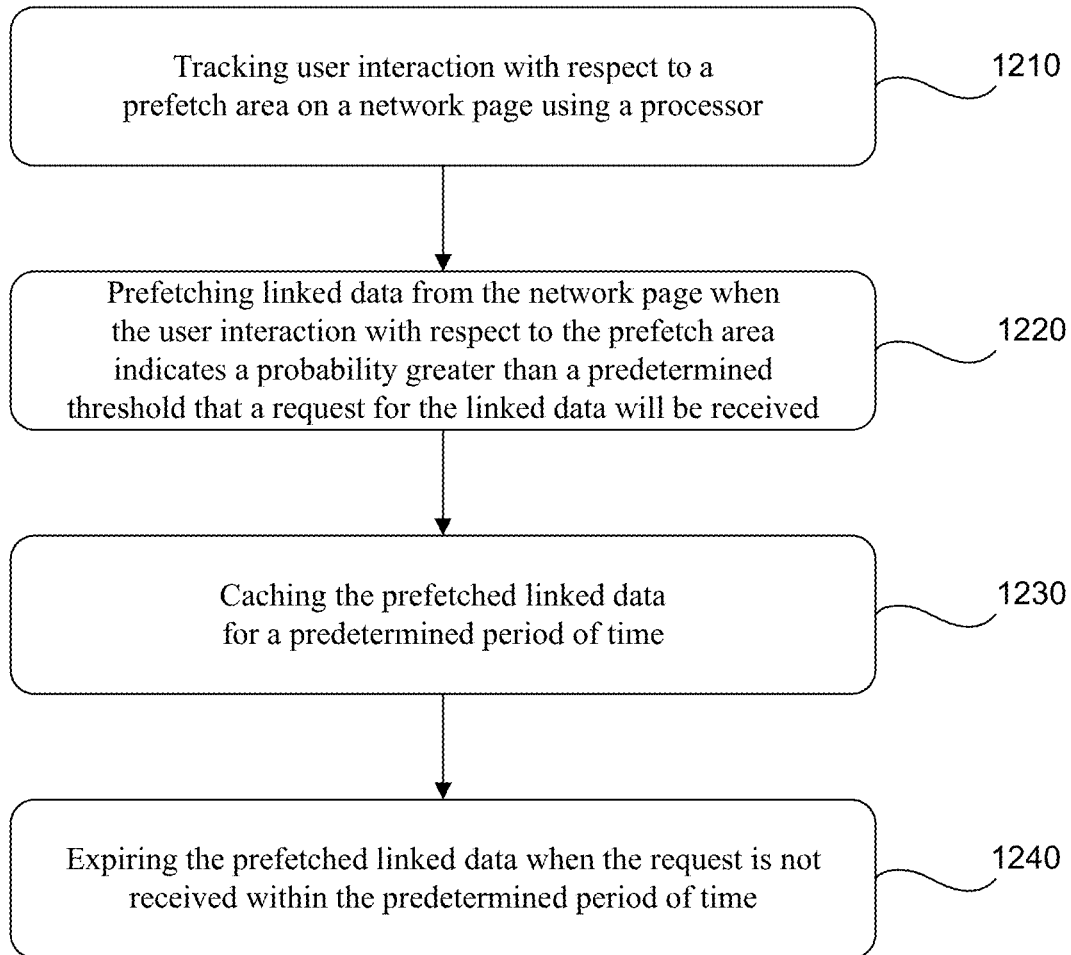 Tracking user interaction with respect to a
prefetch area on a network page using a processor
1210
Prefetching linked data from the network page when
the user interaction with respect to the prefetch area
indicates a probability greater than a predetermined
threshold that a request for the linked data will be received
1220
Caching the prefetched linked data
for a predetermined period of time
1230
Expiring the prefetched linked data when the request is not
received within the predetermined period of time
1240